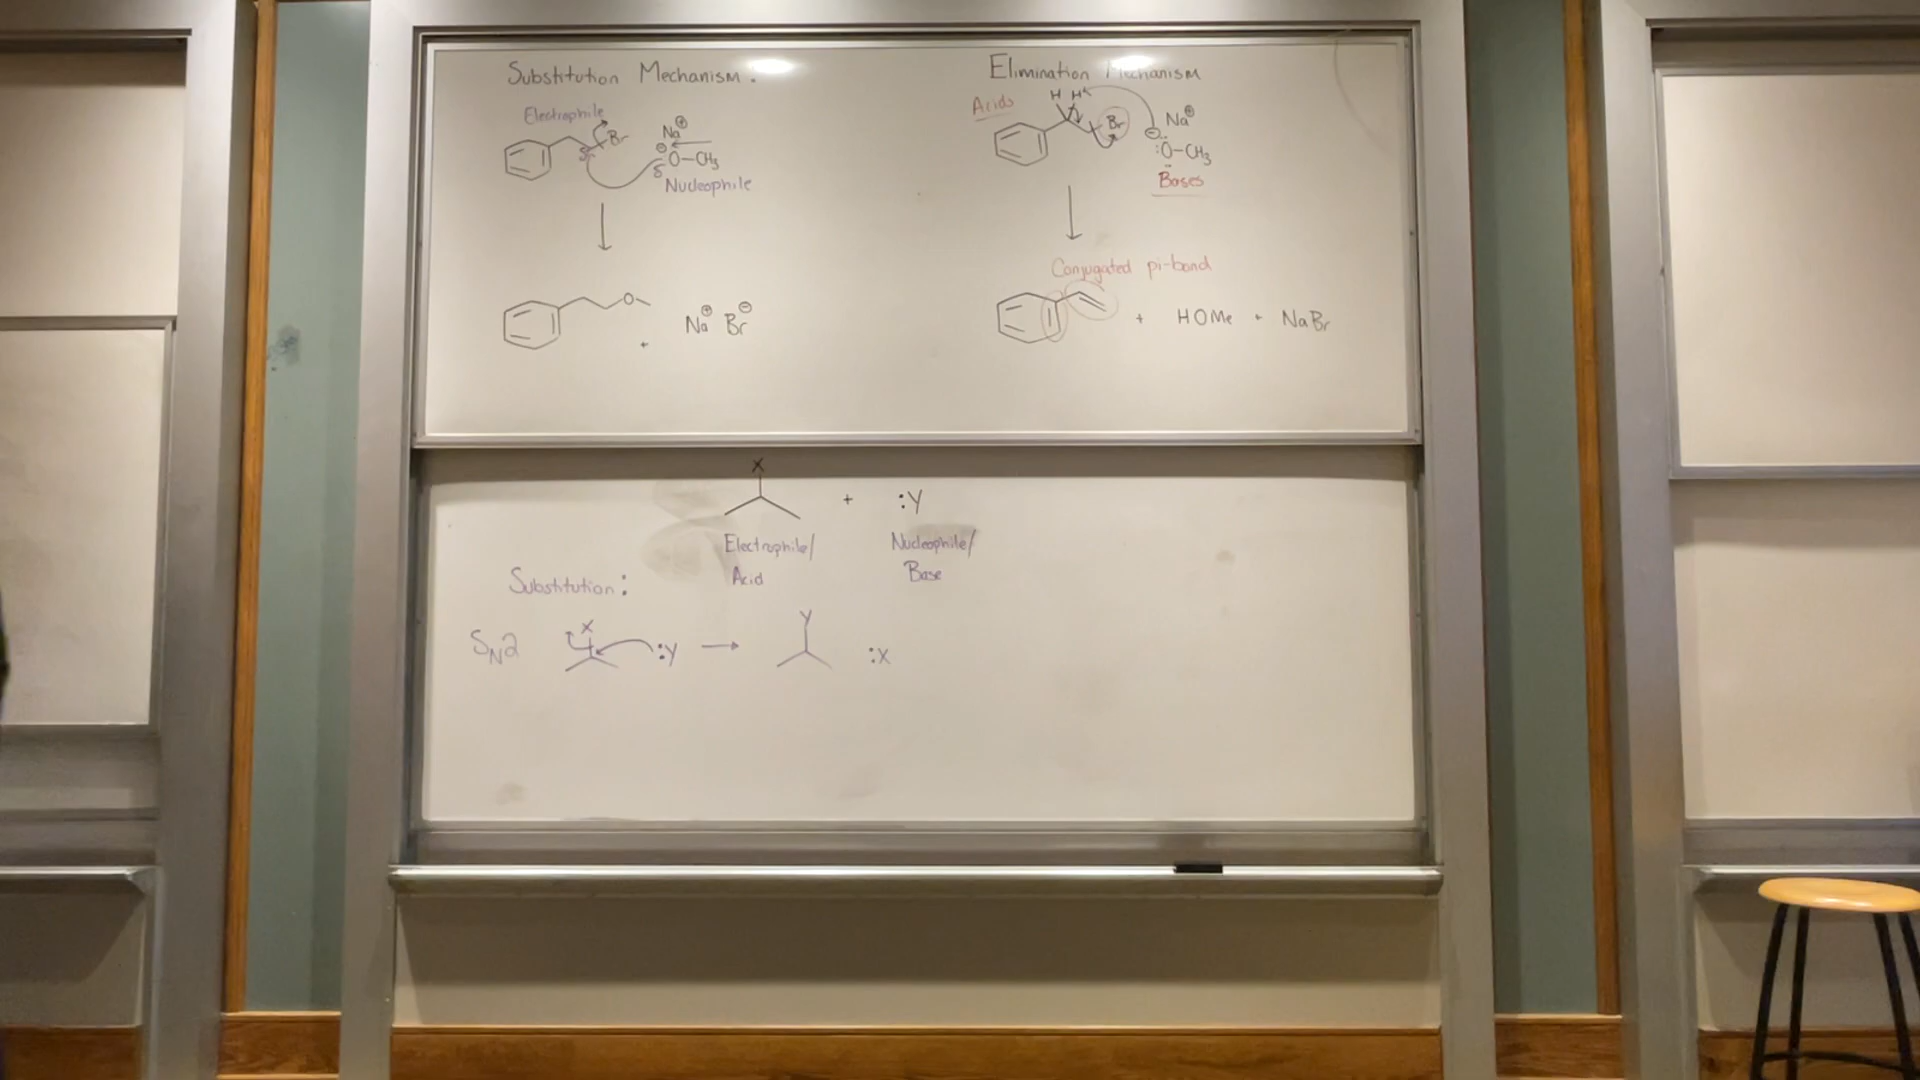 Substitution Mechanism.
Electrophile
Br
Na⊕
⊖
δ⁺
δ⁻
:O–CH₃
Nucleophile
O
+
Na⊕ Br⊖
Elimination Mechanism
Acids
H H
Br
Na⊕
⊖
:O–CH₃
Bases
Conjugated pi-bond
+ HOMe + NaBr
X
+ :Y
Electrophile/
Acid
Nucleophile/
Base
Substitution:
SN2
X
:Y
Y
:X